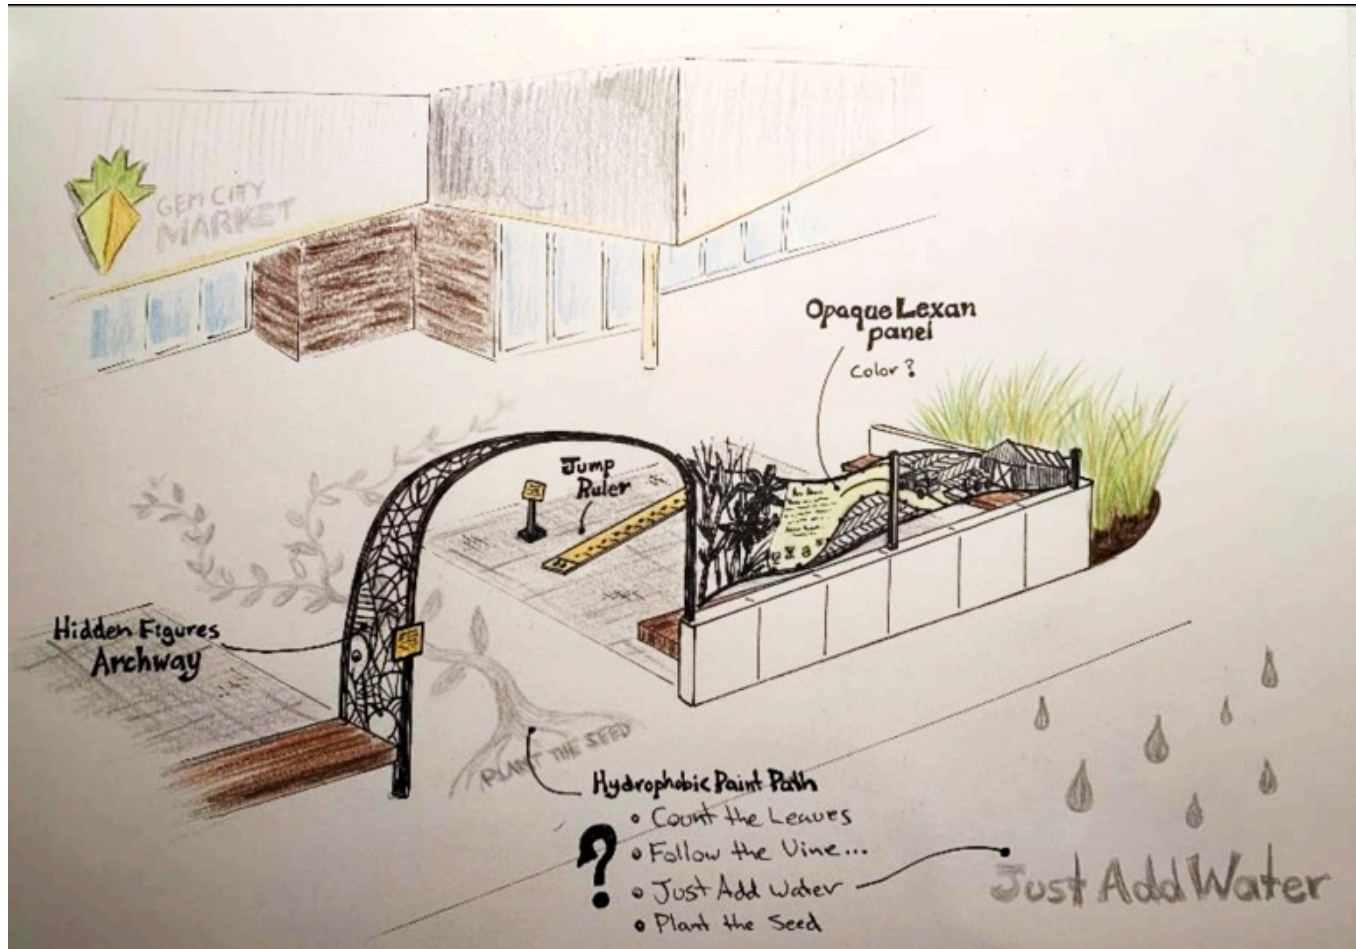 GEM CITY
MARKET
Opaque Lexan
panel
Color?
Jump
Ruler
Hidden Figures
Archway
PLANT THE SEED
Hydrophobic Paint Path
?
• Count the Leaves
• Follow the Vine...
• Just Add Water
• Plant the Seed
Just Add Water